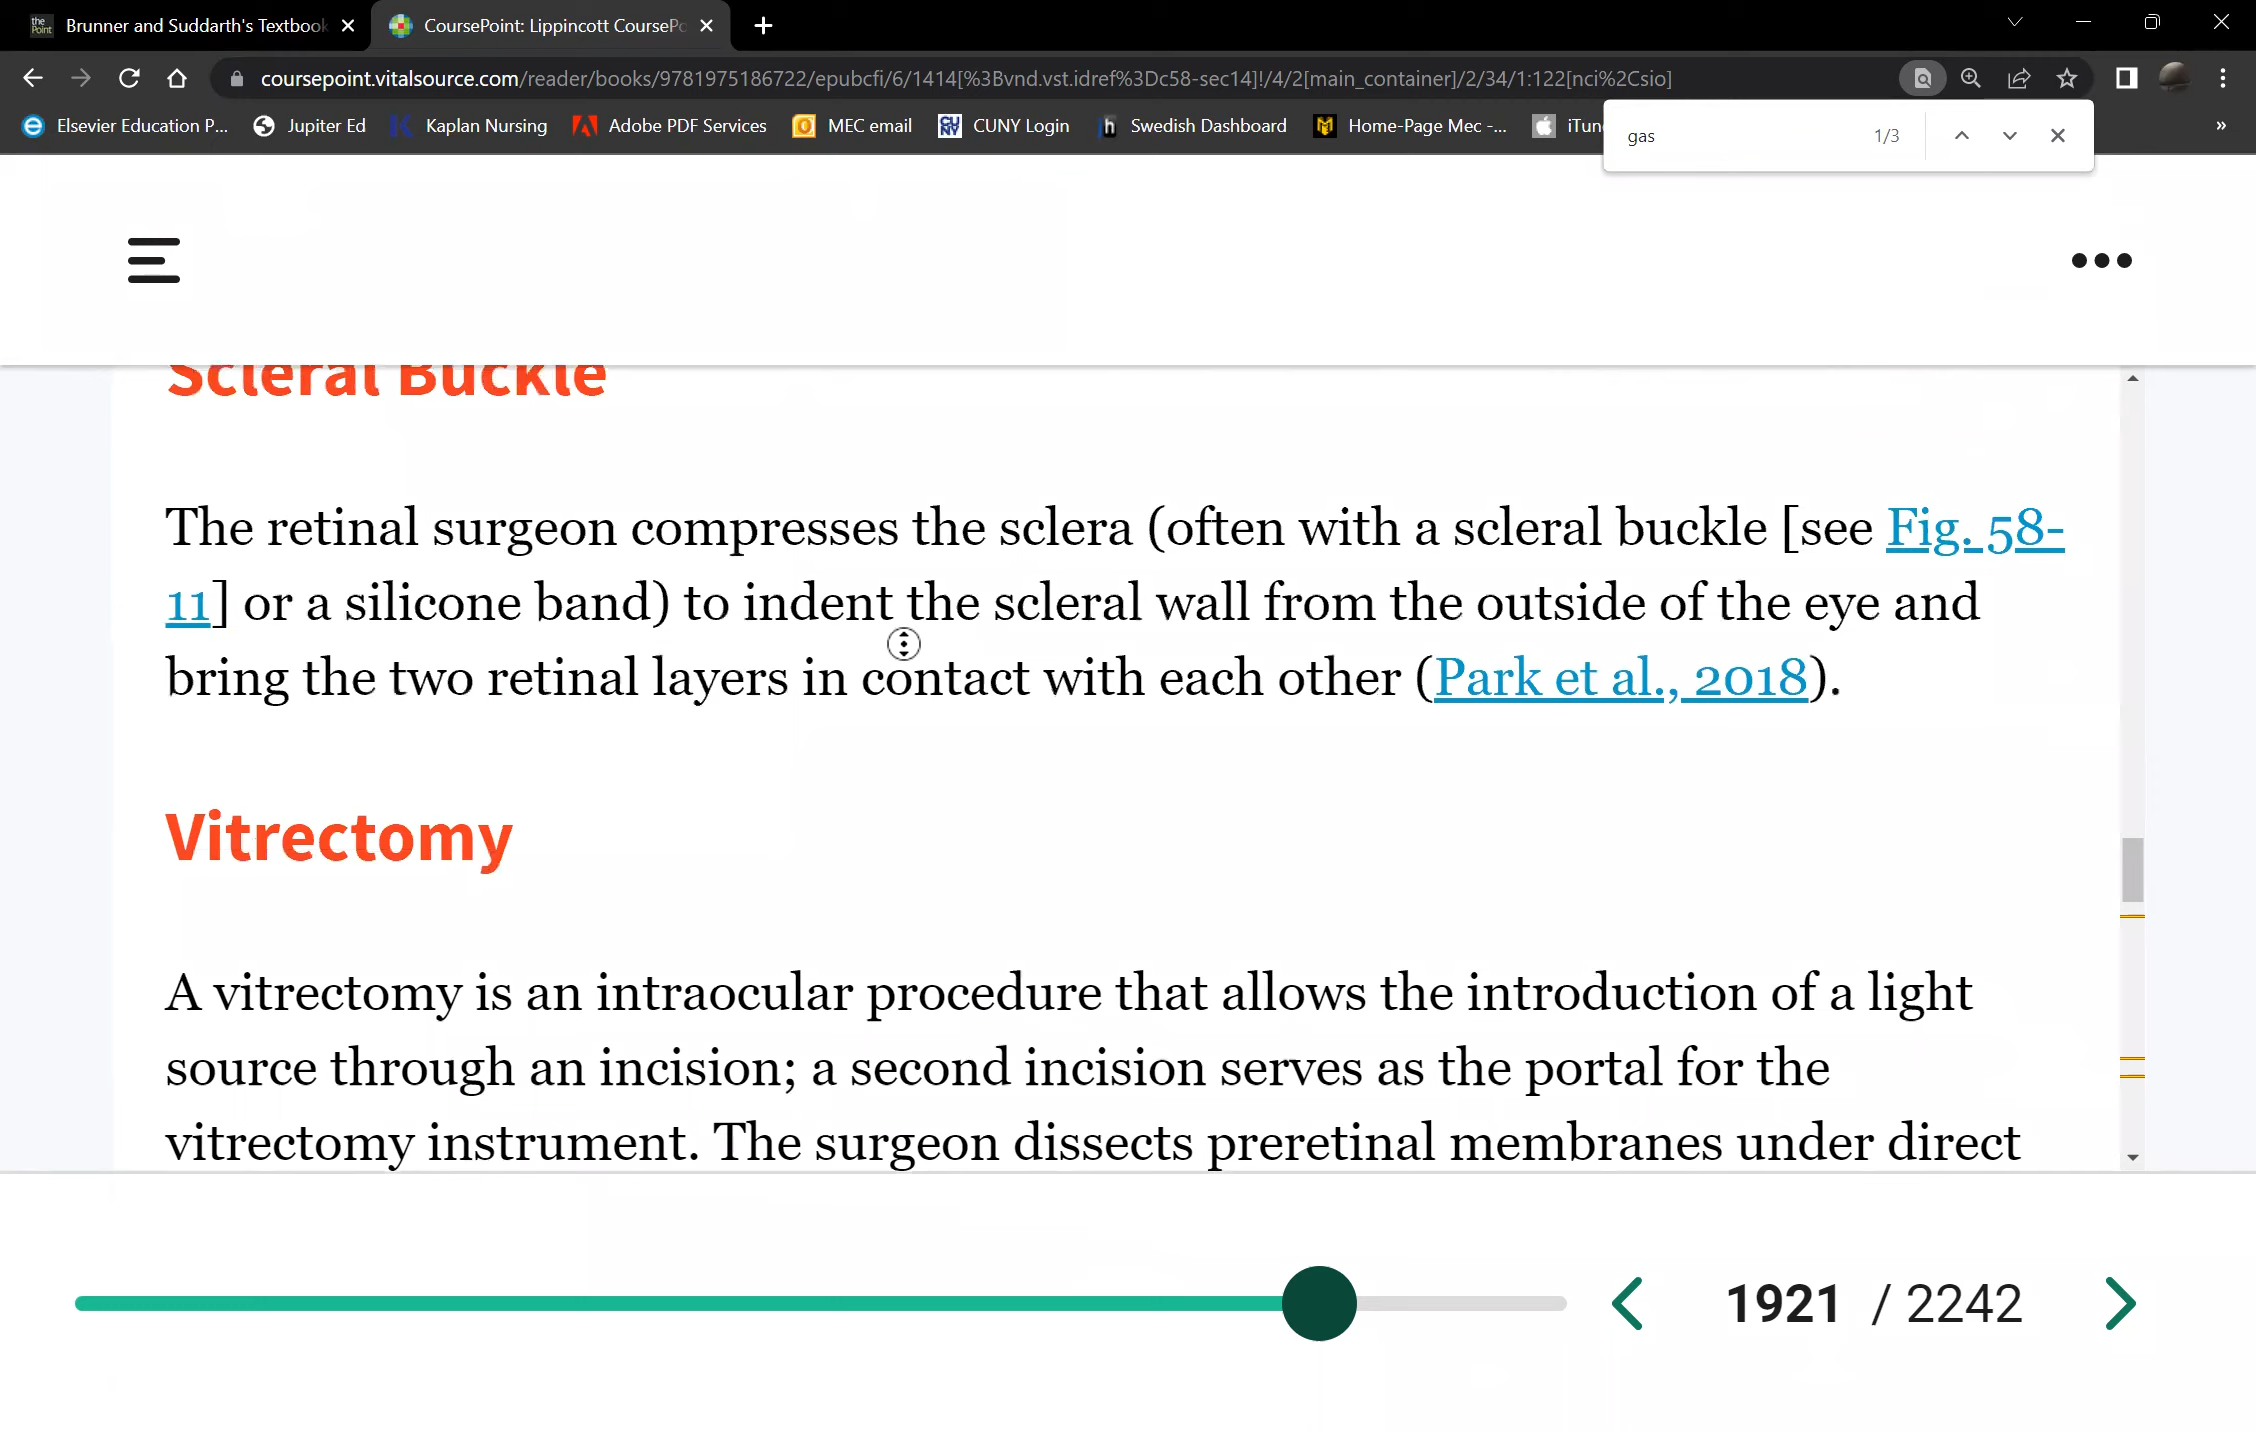 the Point Brunner and Suddarth's Textbook
CoursePoint: Lippincott CoursePo
coursepoint.vitalsource.com/reader/books/9781975186722/epubcfi/6/1414[%3Bvnd.vst.idref%3Dc58-sec14]!/4/2[main_container]/2/34/1:122[nci%2Csio]
Elsevier Education P... Jupiter Ed Kaplan Nursing Adobe PDF Services MEC email CUNY Login Swedish Dashboard Home-Page Mec -... iTun »
gas 1/3
Scleral Buckle
The retinal surgeon compresses the sclera (often with a scleral buckle [see Fig. 58-
11] or a silicone band) to indent the scleral wall from the outside of the eye and
bring the two retinal layers in contact with each other (Park et al., 2018).
Vitrectomy
A vitrectomy is an intraocular procedure that allows the introduction of a light
source through an incision; a second incision serves as the portal for the
vitrectomy instrument. The surgeon dissects preretinal membranes under direct
1921 / 2242